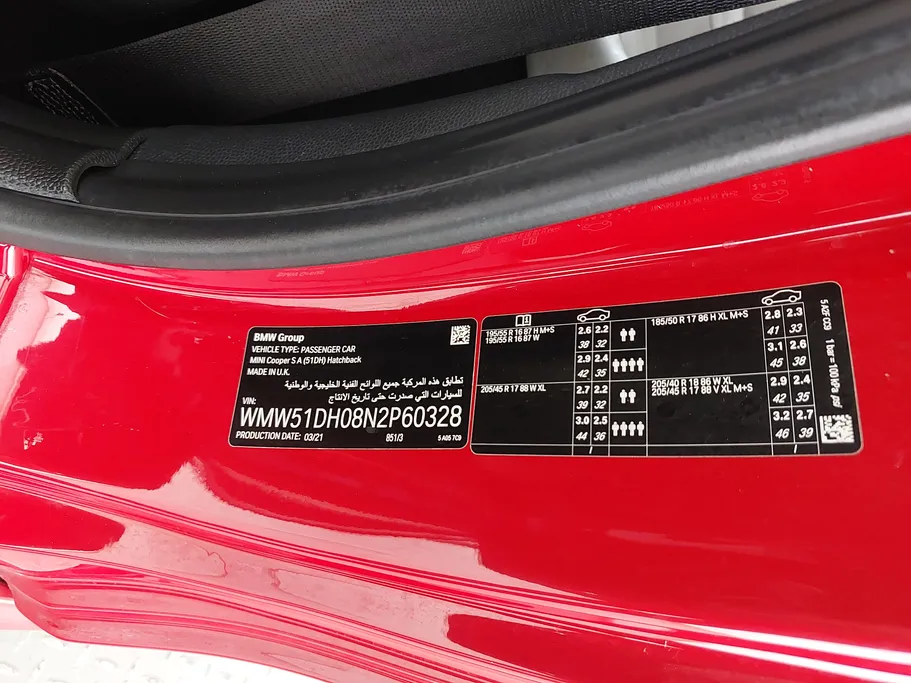 BMW Group
VEHICLE TYPE: PASSENGER CAR
MINI Cooper S A (51DH) Hatchback
MADE IN U.K.
تطابق هذه المركبة جميع اللوائح الفنية الخليجية والوطنية
للسيارات التي صدرت حتى تاريخ الانتاج
VIN:
WMW51DH08N2P60328
PRODUCTION DATE: 03/21 851/3 5 A05 7C9
195/55 R 16 87 H M+S
195/55 R 16 87 W
2.6 2.2
38 32
2.9 2.4
42 35
205/45 R 17 88 W XL
2.7 2.2
39 32
3.0 2.5
44 36
185/50 R 17 86 H XL M+S
2.8 2.3
41 33
3.1 2.6
45 38
205/40 R 18 86 W XL
205/45 R 17 88 V XL M+S
2.9 2.4
42 35
3.2 2.7
46 39
1 bar = 100 kPa psi